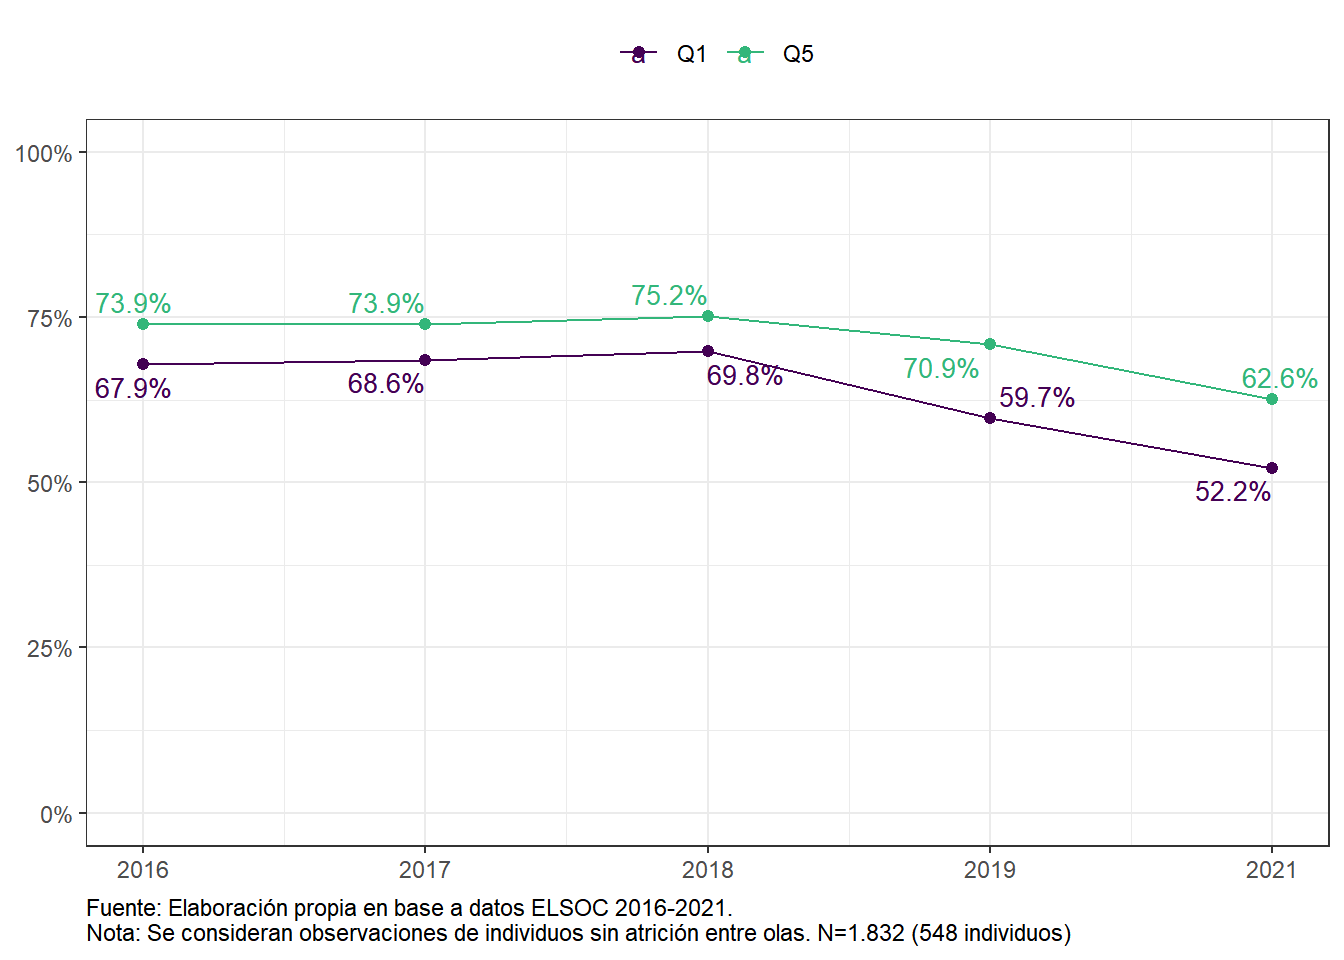 a Q1 a Q5
100%
75%
50%
25%
0%
73.9% 73.9% 75.2% 70.9% 62.6%
67.9% 68.6% 69.8% 59.7% 52.2%
2016 2017 2018 2019 2021
Fuente: Elaboración propia en base a datos ELSOC 2016-2021.
Nota: Se consideran observaciones de individuos sin atrición entre olas. N=1.832 (548 individuos)